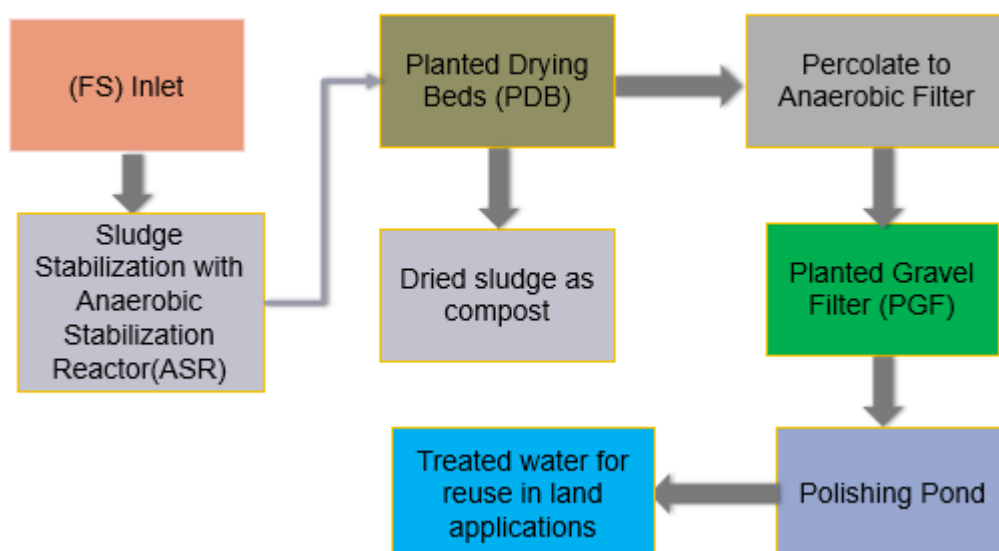 (FS) Inlet
Sludge
Stabilization with
Anaerobic
Stabilization
Reactor(ASR)
Planted Drying
Beds (PDB)
Dried sludge as
compost
Percolate to
Anaerobic Filter
Planted Gravel
Filter (PGF)
Polishing Pond
Treated water for
reuse in land
applications